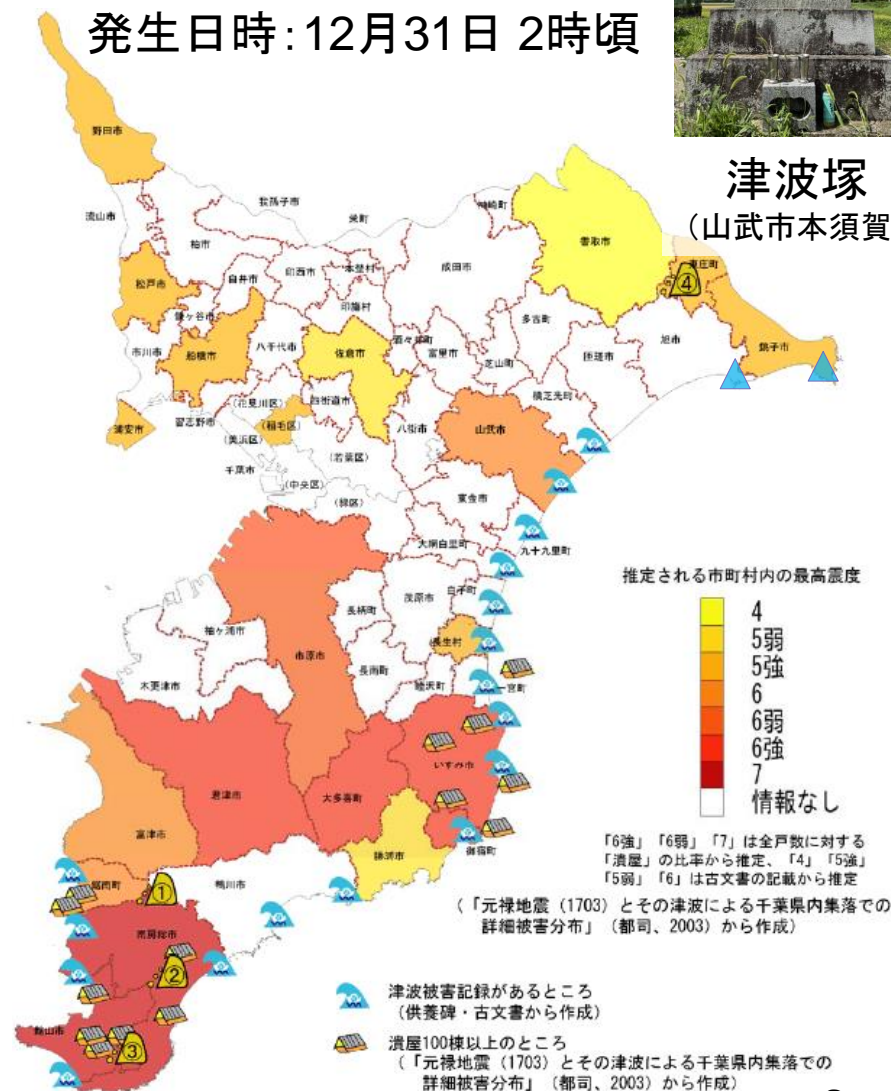 発生日時：12月31日 2時頃
津波塚
（山武市本須賀
野田市
流山市
柏市
我孫子市
栄町
神崎町
香取市
東庄町
④
銚子市
旭市
匝瑳市
多古町
成田市
松戸市
鎌ヶ谷市
白井市
印西市
本埜村
印旛村
市川市
船橋市
八千代市
佐倉市
酒々井町
富里市
芝山町
横芝光町
浦安市
習志野市
（花見川区）
（美浜区）
（稲毛区）
四街道市
八街市
山武市
（若葉区）
千葉市
（中央区）
（緑区）
東金市
大網白里町
九十九里町
袖ヶ浦市
市原市
長柄町
茂原市
白子町
長生村
長南町
睦沢町
一宮町
木更津市
君津市
大多喜町
いすみ市
富津市
勝浦市
御宿町
鋸南町
①
鴨川市
南房総市
②
館山市
③
推定される市町村内の最高震度
4
5弱
5強
6
6弱
6強
7
情報なし
「6強」「6弱」「7」は全戸数に対する
「潰屋」の比率から推定、「4」「5強」
「5弱」「6」は古文書の記載から推定
（「元禄地震（1703）とその津波による千葉県内集落での
詳細被害分布」（都司、2003）から作成）
津波被害記録があるところ
（供養碑・古文書から作成）
潰屋100棟以上のところ
（「元禄地震（1703）とその津波による千葉県内集落での
詳細被害分布」（都司、2003）から作成）